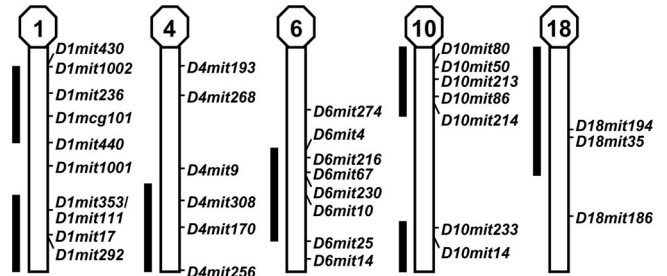 1
D1mit430
D1mit1002
D1mit236
D1mcg101
D1mit440
D1mit1001
D1mit353/
D1mit111
D1mit17
D1mit292
4
D4mit193
D4mit268
D4mit9
D4mit308
D4mit170
D4mit256
6
D6mit274
D6mit4
D6mit216
D6mit67
D6mit230
D6mit10
D6mit25
D6mit14
10
D10mit80
D10mit50
D10mit213
D10mit86
D10mit214
D10mit233
D10mit14
18
D18mit194
D18mit35
D18mit186